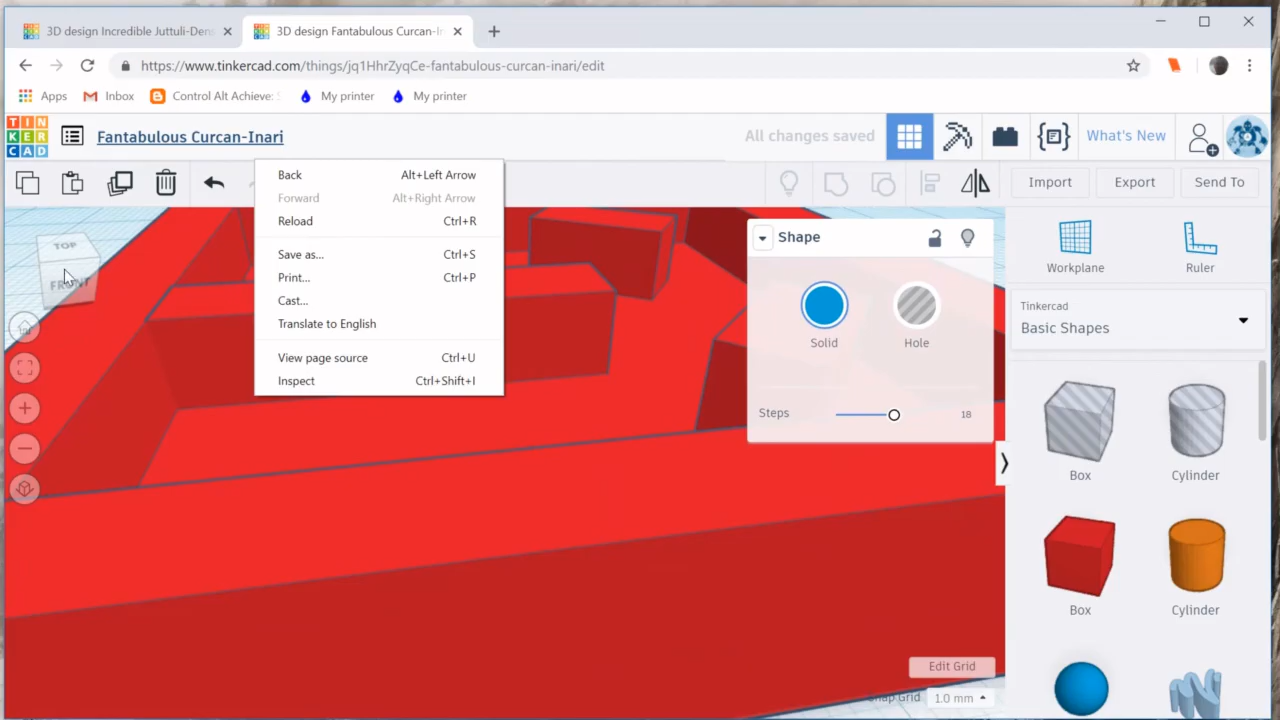 3D design Incredible Juttuli-Dens
3D design Fantabulous Curcan-In
https://www.tinkercad.com/things/jq1HhrZyqCe-fantabulous-curcan-inari/edit
Apps
Inbox
Control Alt Achieve:
My printer
My printer
TIN
KER
CAD
Fantabulous Curcan-Inari
All changes saved
What's New
Back Alt+Left Arrow
Forward Alt+Right Arrow
Reload Ctrl+R
Save as... Ctrl+S
Print... Ctrl+P
Cast...
Translate to English
View page source Ctrl+U
Inspect Ctrl+Shift+I
Import
Export
Send To
TOP
FRONT
Shape
Solid
Hole
Steps 18
Workplane
Ruler
Tinkercad
Basic Shapes
Box
Cylinder
Box
Cylinder
Edit Grid
Snap Grid 1.0 mm